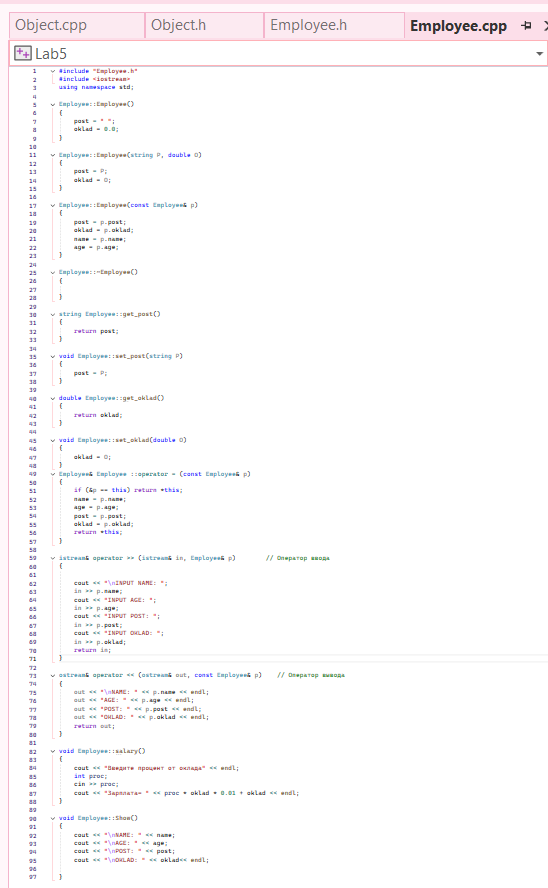 Object.cpp Object.h Employee.h Employee.cpp
Lab5
1 #include "Employee.h"
2 #include <iostream>
3 using namespace std;
4
5 Employee::Employee()
6 {
7 post = " ";
8 oklad = 0.0;
9 }
10
11 Employee::Employee(string P, double O)
12 {
13 post = P;
14 oklad = O;
15 }
16
17 Employee::Employee(const Employee& p)
18 {
19 post = p.post;
20 oklad = p.oklad;
21 name = p.name;
22 age = p.age;
23 }
24
25 Employee::~Employee()
26 {
27
28 }
29
30 string Employee::get_post()
31 {
32 return post;
33 }
34
35 void Employee::set_post(string P)
36 {
37 post = P;
38 }
39
40 double Employee::get_oklad()
41 {
42 return oklad;
43 }
44
45 void Employee::set_oklad(double O)
46 {
47 oklad = O;
48 }
49 Employee& Employee ::operator = (const Employee& p)
50 {
51 if (&p == this) return *this;
52 name = p.name;
53 age = p.age;
54 post = p.post;
55 oklad = p.oklad;
56 return *this;
57 }
58
59 istream& operator >> (istream& in, Employee& p) // Оператор ввода
60 {
61
62 cout << "\nINPUT NAME: ";
63 in >> p.name;
64 cout << "INPUT AGE: ";
65 in >> p.age;
66 cout << "INPUT POST: ";
67 in >> p.post;
68 cout << "INPUT OKLAD: ";
69 in >> p.oklad;
70 return in;
71 }
72
73 ostream& operator << (ostream& out, const Employee& p) // Оператор вывода
74 {
75 out << "\nNAME: " << p.name << endl;
76 out << "AGE: " << p.age << endl;
77 out << "POST: " << p.post << endl;
78 out << "OKLAD: " << p.oklad << endl;
79 return out;
80 }
81
82 void Employee::salary()
83 {
84 cout << "Введите процент от оклада" << endl;
85 int proc;
86 cin >> proc;
87 cout << "Зарплата= " << proc * oklad * 0.01 + oklad << endl;
88 }
89
90 void Employee::Show()
91 {
92 cout << "\nNAME: " << name;
93 cout << "\nAGE: " << age;
94 cout << "\nPOST: " << post;
95 cout << "\nOKLAD: " << oklad<< endl;
96
97 }